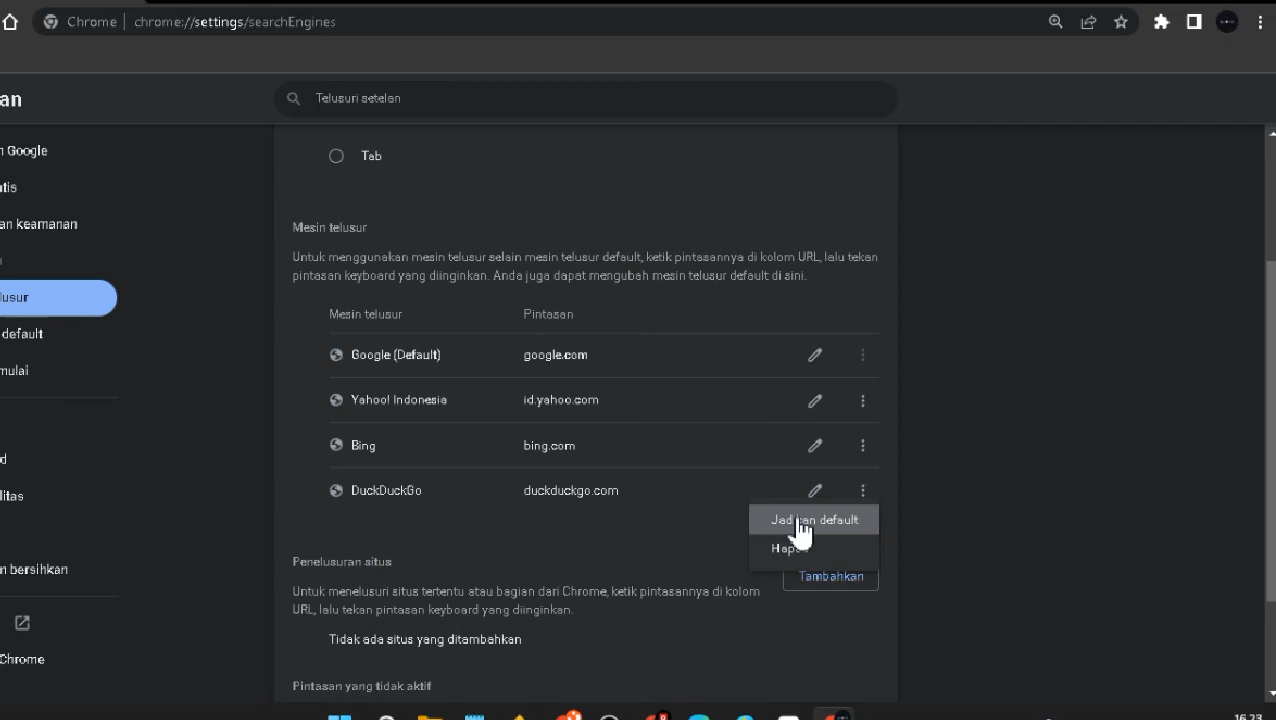 Chrome
chrome://settings/searchEngines
an
Telusuri setelan
n Google
tis
an keamanan
lusur
default
mulai
d
litas
an bersihkan
Chrome
Tab
Mesin telusur
Untuk menggunakan mesin telusur selain mesin telusur default, ketik pintasannya di kolom URL, lalu tekan
pintasan keyboard yang diinginkan. Anda juga dapat mengubah mesin telusur default di sini.
Mesin telusur Pintasan
Google (Default) google.com
Yahoo! Indonesia id.yahoo.com
Bing bing.com
DuckDuckGo duckduckgo.com
default
Penelusuran situs
Tambahkan
Untuk menelusuri situs tertentu atau bagian dari Chrome, ketik pintasannya di kolom
URL, lalu tekan pintasan keyboard yang diinginkan.
Tidak ada situs yang ditambahkan
Pintasan yang tidak aktif
16.23